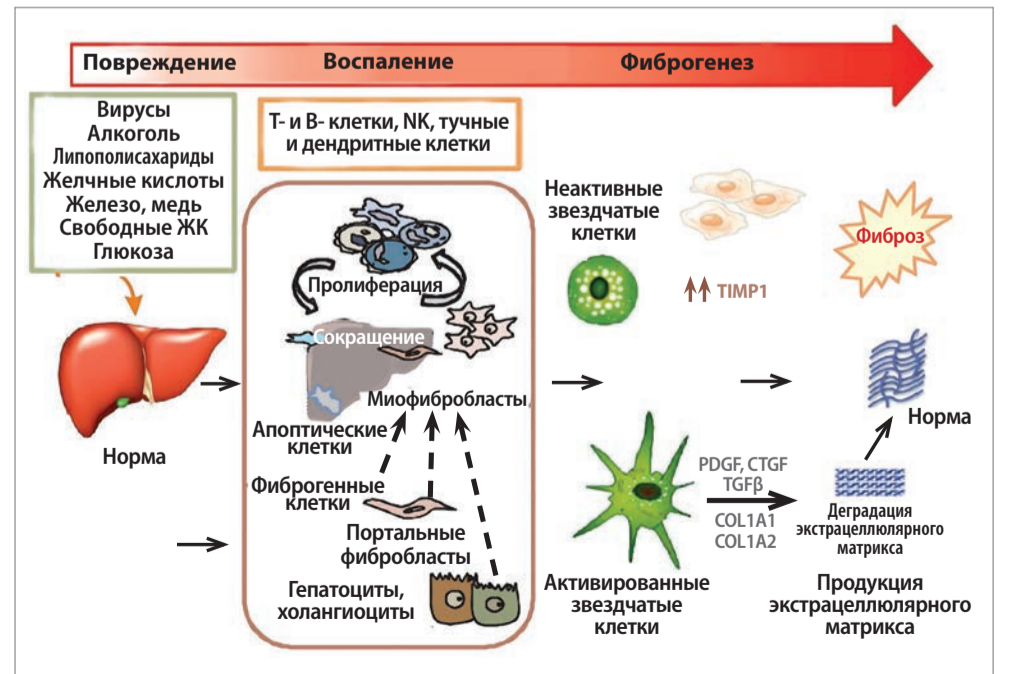 Повреждение
Воспаление
Фиброгенез
Вирусы
Алкоголь
Липополисахариды
Желчные кислоты
Железо, медь
Свободные ЖК
Глюкоза
Т- и В- клетки, NK, тучные
и дендритные клетки
Пролиферация
Сокращение
Миофибробласты
Апоптические
клетки
Фиброгенные
клетки
Портальные
фибробласты
Гепатоциты,
холангиоциты
Норма
Неактивные
звездчатые
клетки
TIMP1
Фиброз
Норма
PDGF, CTGF
TGFβ
COL1A1
COL1A2
Деградация
экстрацеллюлярного
матрикса
Активированные
звездчатые
клетки
Продукция
экстрацеллюлярного
матрикса